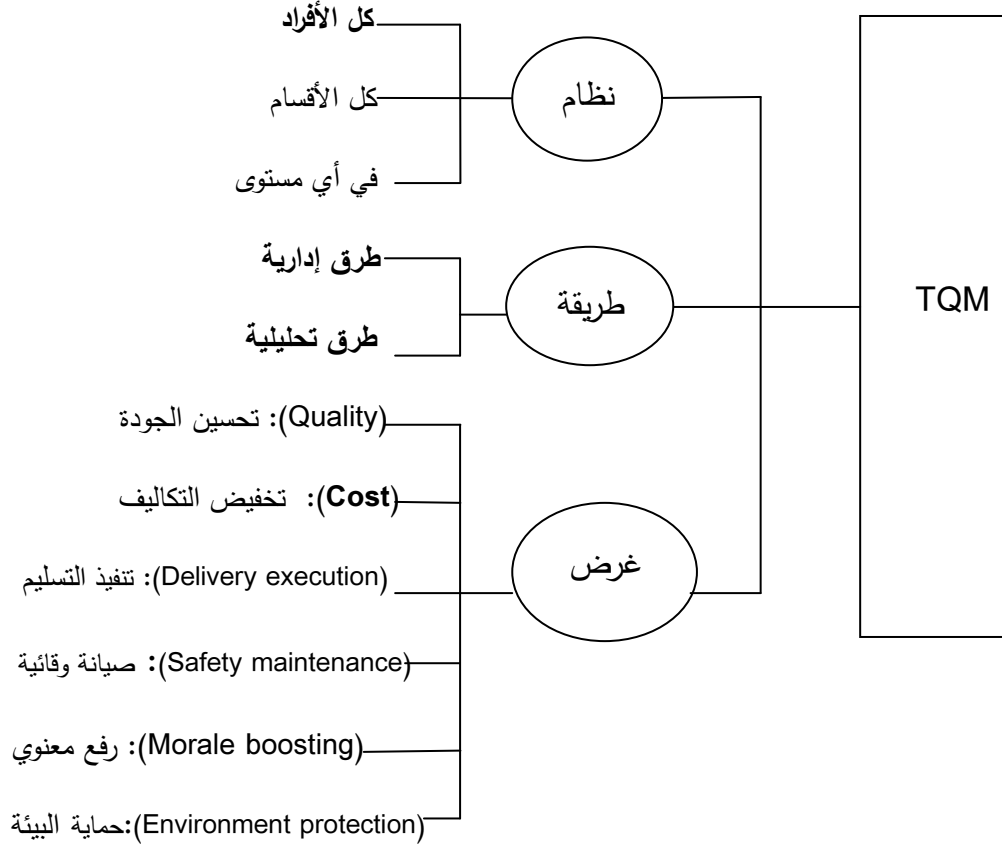 TQM
نظام
كل الأفراد
كل الأقسام
في أي مستوى
طريقة
طرق إدارية
طرق تحليلية
غرض
(Quality): تحسين الجودة
(Cost): تخفيض التكاليف
(Delivery execution): تنفيذ التسليم
(Safety maintenance): صيانة وقائية
(Morale boosting): رفع معنوي
(Environment protection):حماية البيئة